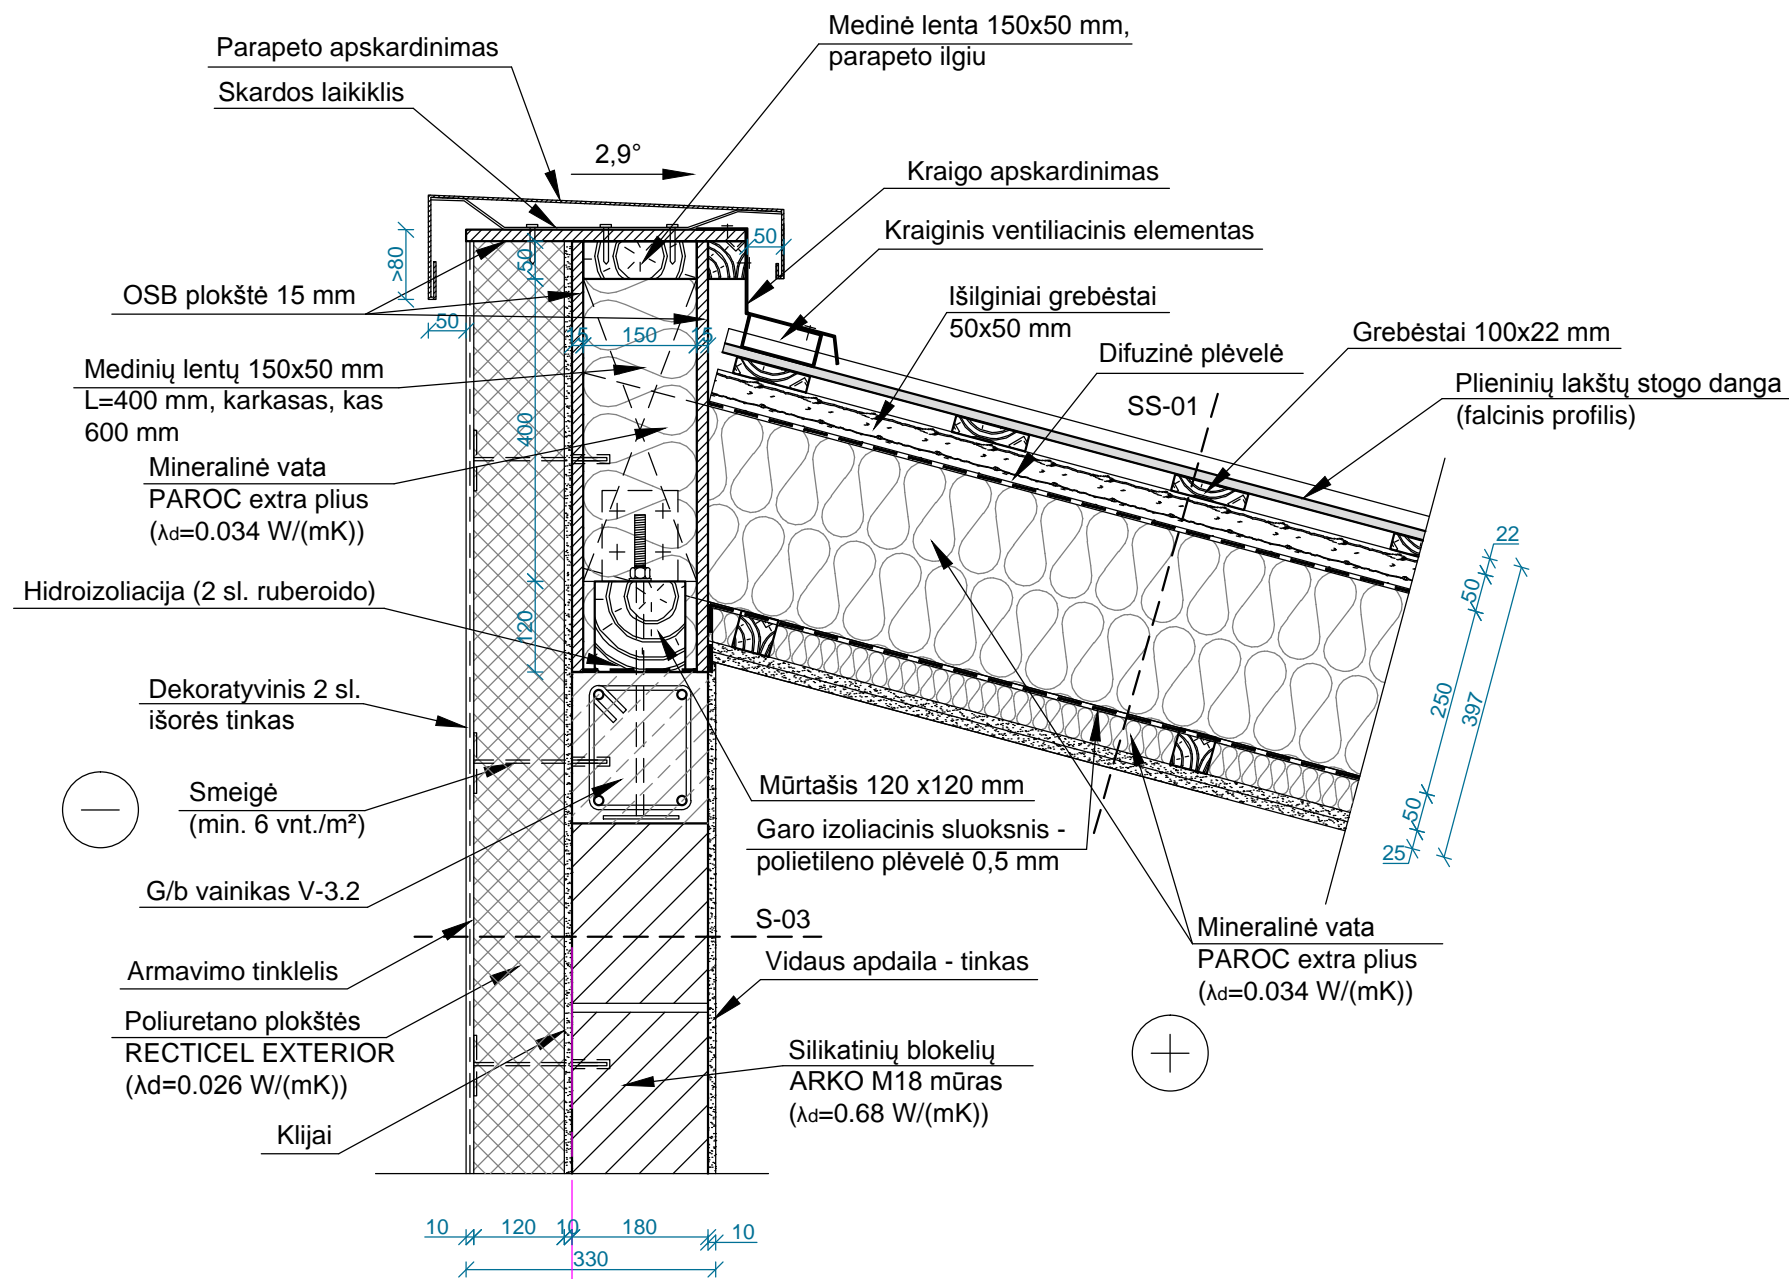 Medinė lenta 150x50 mm,
parapeto ilgiu
Parapeto apskardinimas
Skardos laikiklis
2,9°
Kraigo apskardinimas
Kraiginis ventiliacinis elementas
50
>80
50
OSB plokštė 15 mm
Išilginiai grebėstai
50x50 mm
Grebėstai 100x22 mm
50
15
150
15
Difuzinė plėvelė
Medinių lentų 150x50 mm
L=400 mm, karkasas, kas
600 mm
Plieninių lakštų stogo danga
(falcinis profilis)
SS-01
400
Mineralinė vata
PAROC extra plius
(λd=0.034 W/(mK))
22
50
Hidroizoliacija (2 sl. ruberoido)
120
Dekoratyvinis 2 sl.
išorės tinkas
250
397
Smeigė
(min. 6 vnt./m²)
Mūrtašis 120 x120 mm
50
Garo izoliacinis sluoksnis -
polietileno plėvelė 0,5 mm
25
G/b vainikas V-3.2
S-03
Mineralinė vata
PAROC extra plius
(λd=0.034 W/(mK))
Armavimo tinklelis
Vidaus apdaila - tinkas
Poliuretano plokštės
RECTICEL EXTERIOR
(λd=0.026 W/(mK))
Silikatinių blokelių
ARKO M18 mūras
(λd=0.68 W/(mK))
Klijai
10
120
10
180
10
330